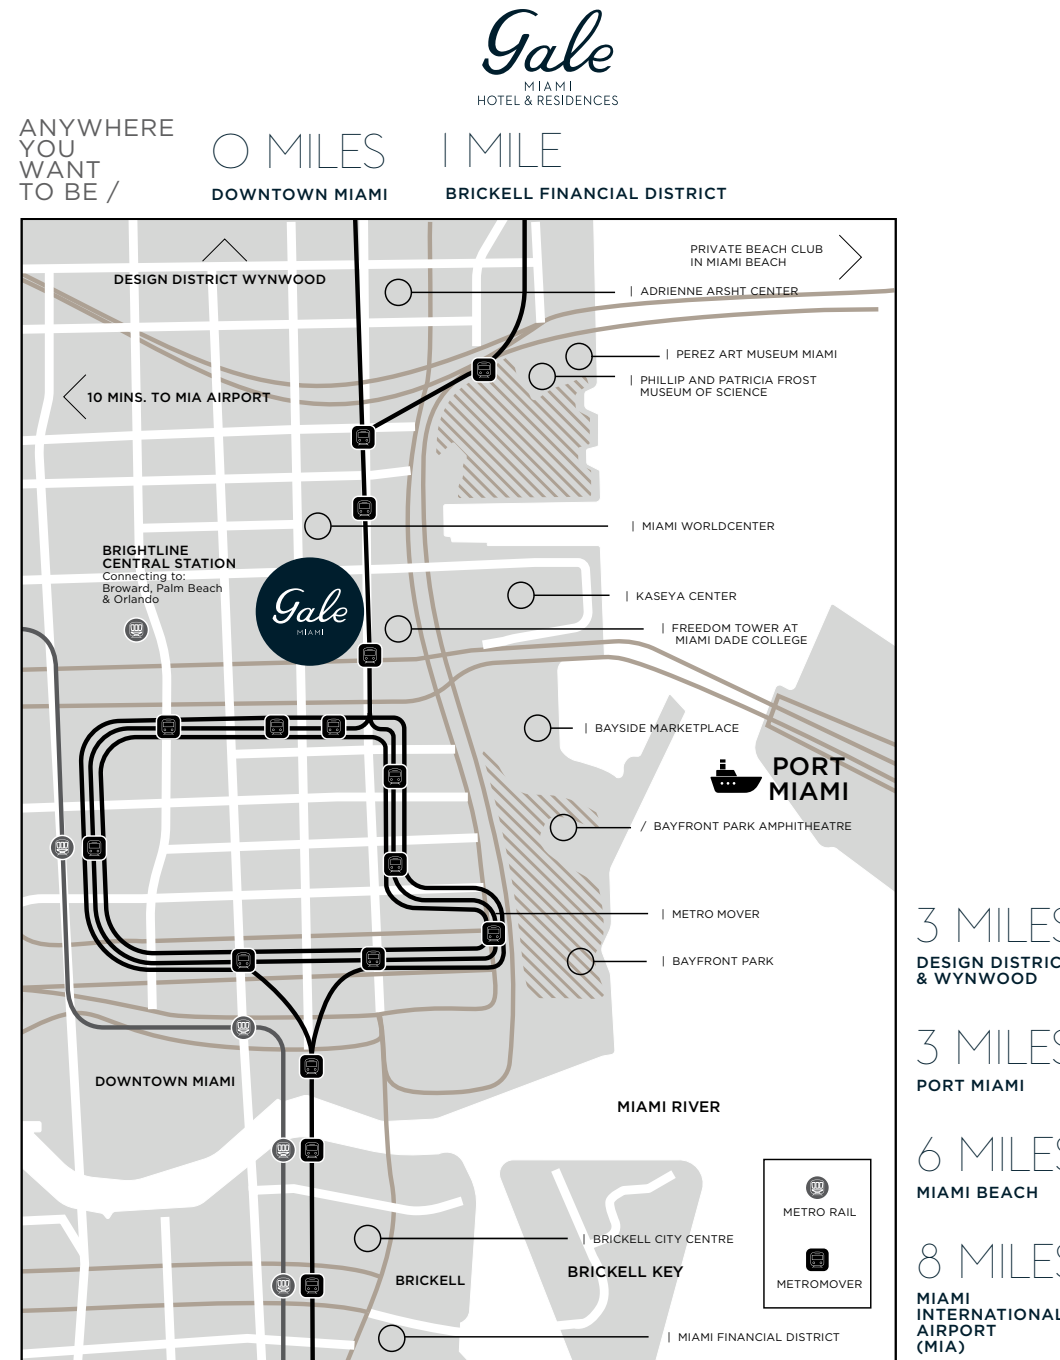 Gale
MIAMI
HOTEL & RESIDENCES
ANYWHERE
YOU
WANT
TO BE /
0 MILES
DOWNTOWN MIAMI
1 MILE
BRICKELL FINANCIAL DISTRICT
DESIGN DISTRICT WYNWOOD
PRIVATE BEACH CLUB
IN MIAMI BEACH
| ADRIENNE ARSHT CENTER
| PEREZ ART MUSEUM MIAMI
| PHILLIP AND PATRICIA FROST
MUSEUM OF SCIENCE
10 MINS. TO MIA AIRPORT
| MIAMI WORLDCENTER
BRIGHTLINE
CENTRAL STATION
Connecting to:
Broward, Palm Beach
& Orlando
Gale
MIAMI
| KASEYA CENTER
| FREEDOM TOWER AT
MIAMI DADE COLLEGE
| BAYSIDE MARKETPLACE
PORT
MIAMI
/ BAYFRONT PARK AMPHITHEATRE
| METRO MOVER
| BAYFRONT PARK
DOWNTOWN MIAMI
MIAMI RIVER
METRO RAIL
METROMOVER
| BRICKELL CITY CENTRE
BRICKELL
BRICKELL KEY
| MIAMI FINANCIAL DISTRICT
3 MILES
DESIGN DISTRIC
& WYNWOOD
3 MILES
PORT MIAMI
6 MILES
MIAMI BEACH
8 MILES
MIAMI
INTERNATIONAL
AIRPORT
(MIA)